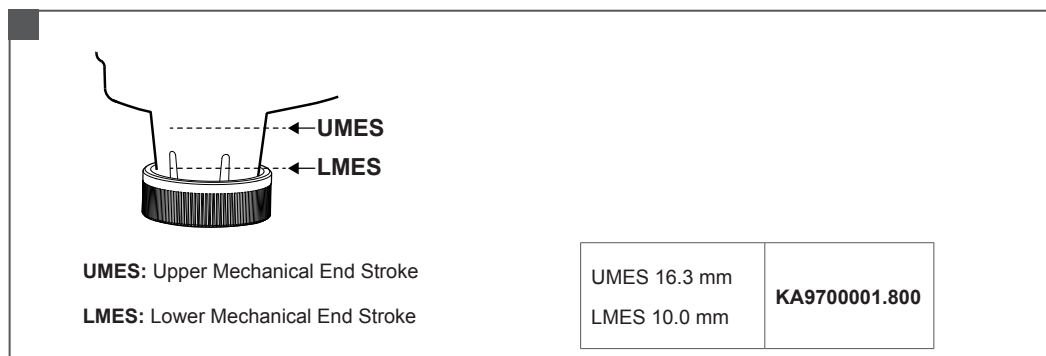 UMES
LMES
UMES: Upper Mechanical End Stroke
LMES: Lower Mechanical End Stroke
UMES 16.3 mm
LMES 10.0 mm
KA9700001.800